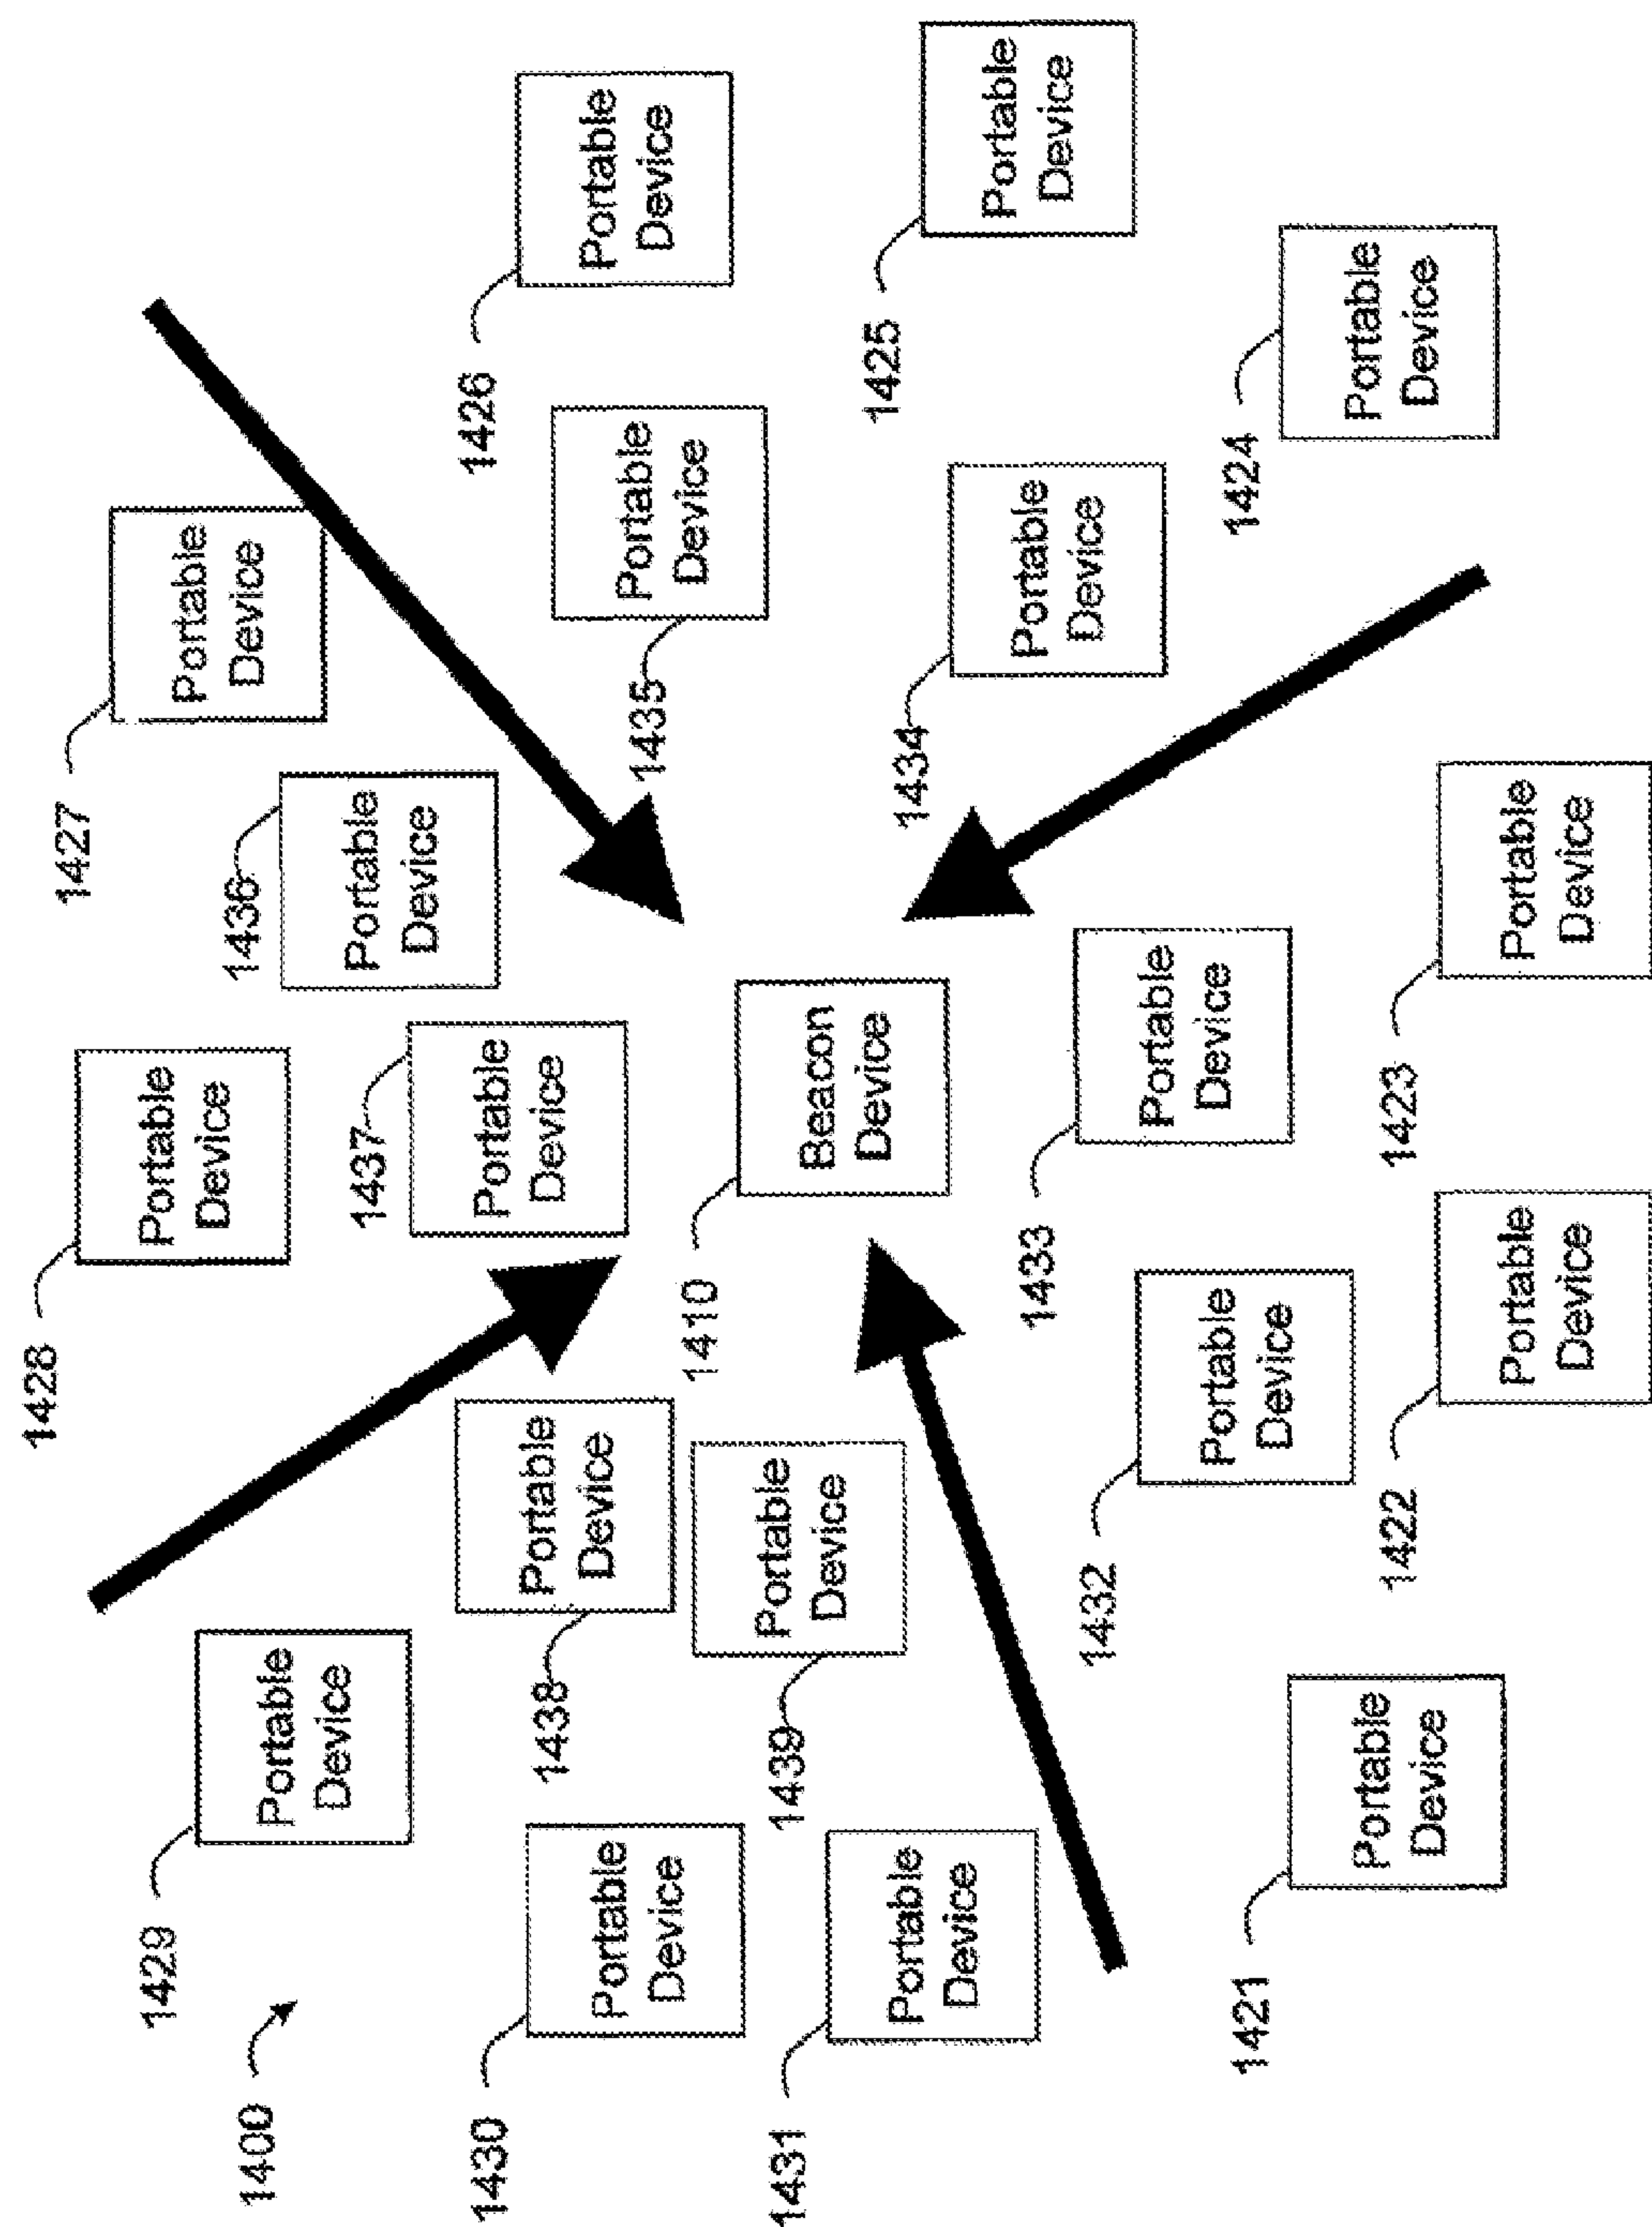 1400
1428
Portable
Device
1427
Portable
Device
1429
Portable
Device
1436
Portable
Device
1437
Portable
Device
1426
Portable
Device
1430
Portable
Device
1438
Portable
Device
1435
Portable
Device
1410
Beacon
Device
1439
Portable
Device
1431
Portable
Device
1425
Portable
Device
1434
Portable
Device
1433
Portable
Device
1432
Portable
Device
1424
Portable
Device
1421
Portable
Device
1422
Portable
Device
1423
Portable
Device